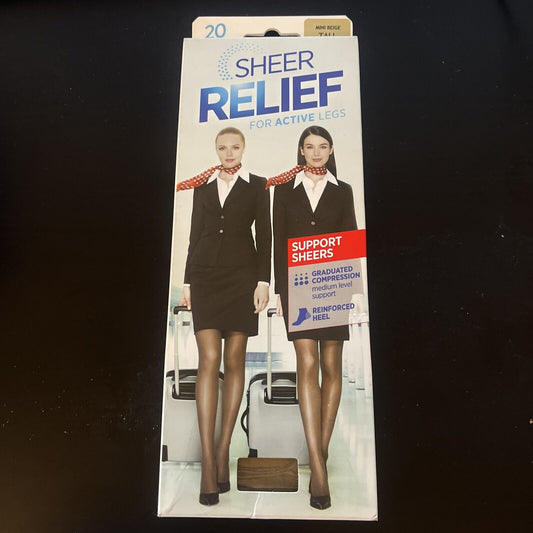 20
MINI BEIGE
TALL
SHEER
RELIEF
FOR ACTIVE LEGS
SUPPORT
SHEERS
GRADUATED
COMPRESSION
medium level
support
REINFORCED
HEEL